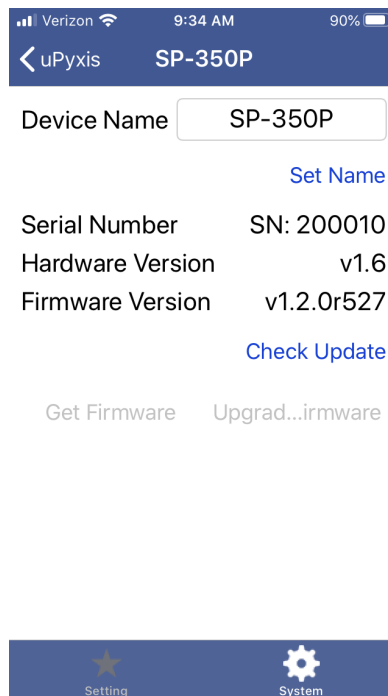 Verizon 9:34 AM 90%
uPyxis SP-350P
Device Name SP-350P
Set Name
Serial Number SN: 200010
Hardware Version v1.6
Firmware Version v1.2.0r527
Check Update
Get Firmware Upgrad...irmware
Setting System